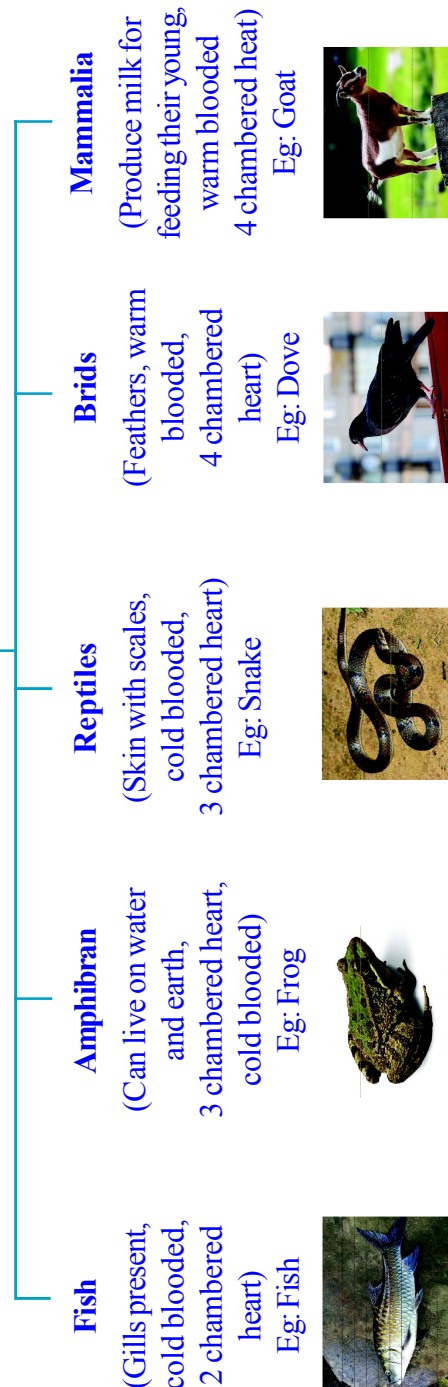 Fish
(Gills present,
cold blooded,
2 chambered
heart)
Eg: Fish
Amphibran
(Can live on water
and earth,
3 chambered heart,
cold blooded)
Eg: Frog
Reptiles
(Skin with scales,
cold blooded,
3 chambered heart)
Eg: Snake
Brids
(Feathers, warm
blooded,
4 chambered
heart)
Eg: Dove
Mammalia
(Produce milk for
feeding their young,
warm blooded
4 chambered heat)
Eg: Goat